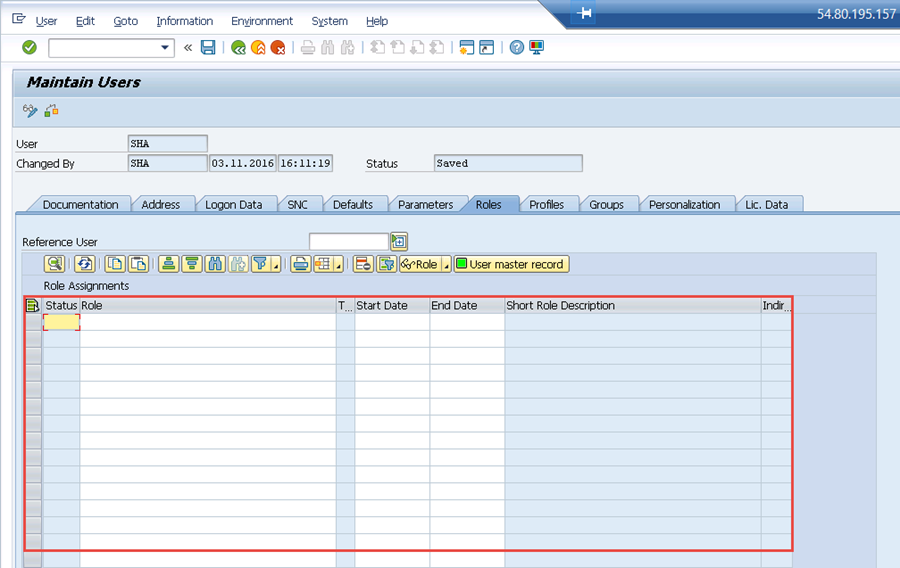 User Edit Goto Information Environment System Help
54.80.195.157
«
Maintain Users
User SHA
Changed By SHA 03.11.2016 16:11:19 Status Saved
Documentation Address Logon Data SNC Defaults Parameters Roles Profiles Groups Personalization Lic. Data
Reference User
Role User master record
Role Assignments
Status Role T... Start Date End Date Short Role Description Indir...